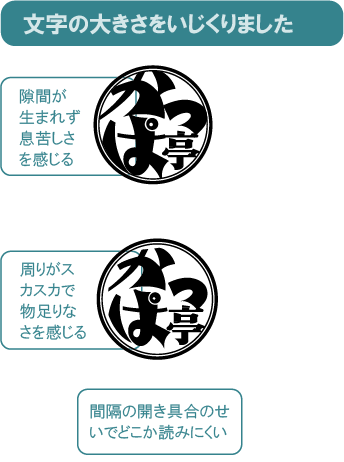 文字の大きさをいじくりました
隙間が
生まれず
息苦しさ
を感じる
かっぱ亭
周りがス
カスカで
物足りな
さを感じる
かっぱ亭
間隔の開き具合のせ
いでどこか読みにくい